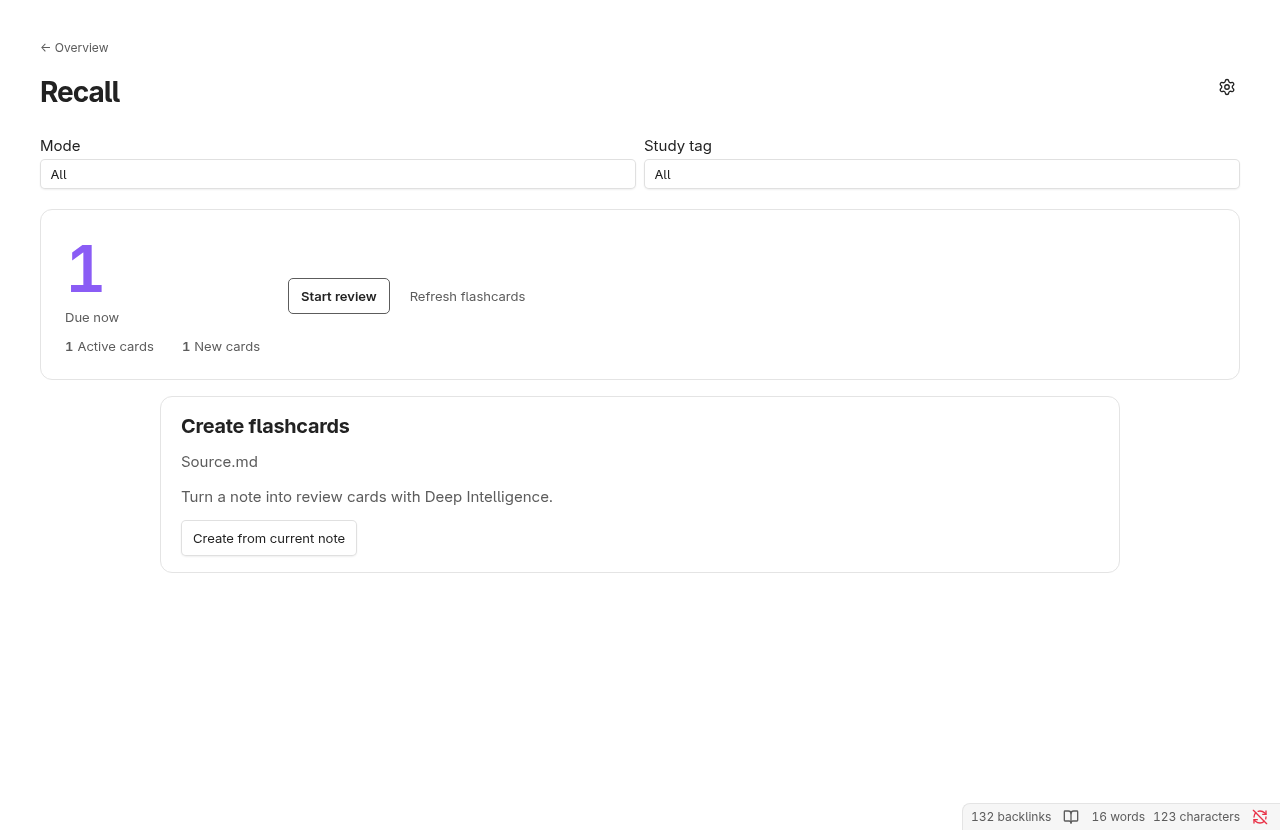 ← Overview
Recall
Mode
Study tag
All
All
1
Due now
1 Active cards
1 New cards
Start review
Refresh flashcards
Create flashcards
Source.md
Turn a note into review cards with Deep Intelligence.
Create from current note
132 backlinks
16 words
123 characters